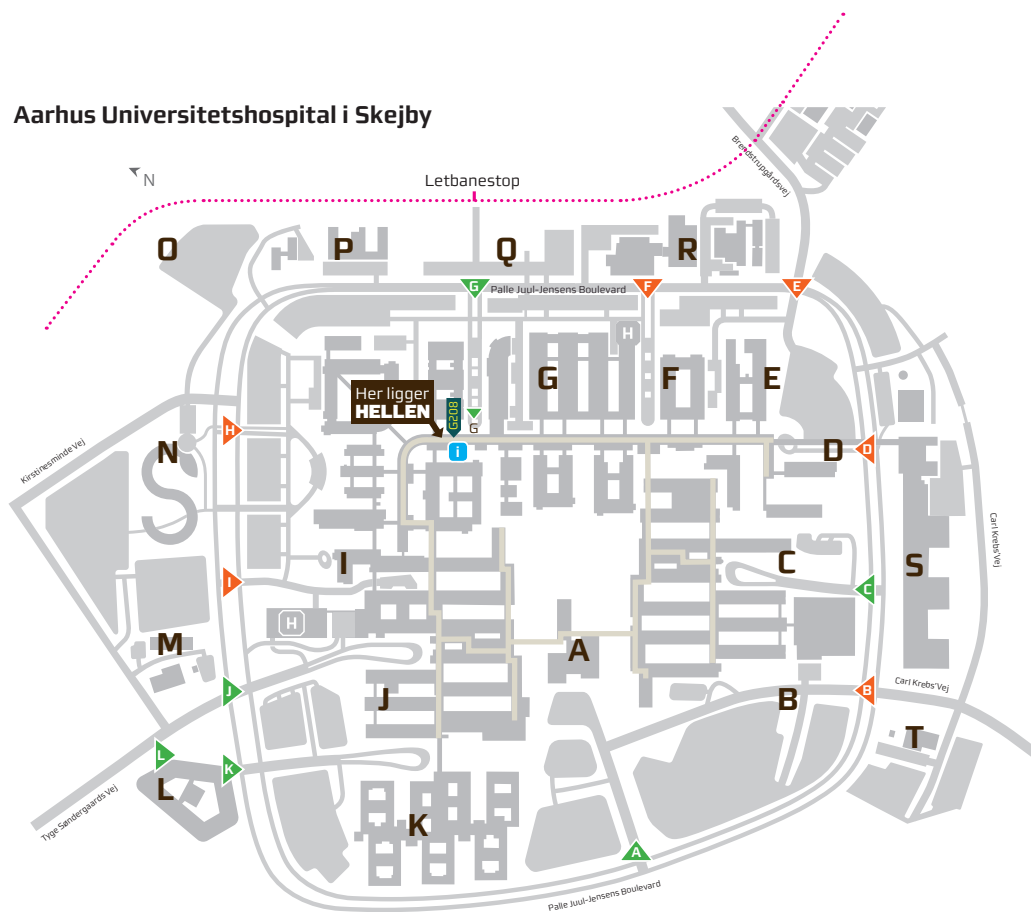 Aarhus Universitetshospital i Skejby
Brendstrupgårdsvej
N
Letbanestop
O
P
Q
R
G
Palle Juul-Jensens Boulevard
F
E
H
Her ligger
HELLEN
G208
G
G
F
E
i
H
Kirstinesminde Vej
N
D
D
Carl Krebs'Vej
I
I
C
C
S
H
M
A
J
J
B
B
Carl Krebs'Vej
T
L
L
K
K
A
Tyge Søndergaards Vej
Palle Juul-Jensens Boulevard